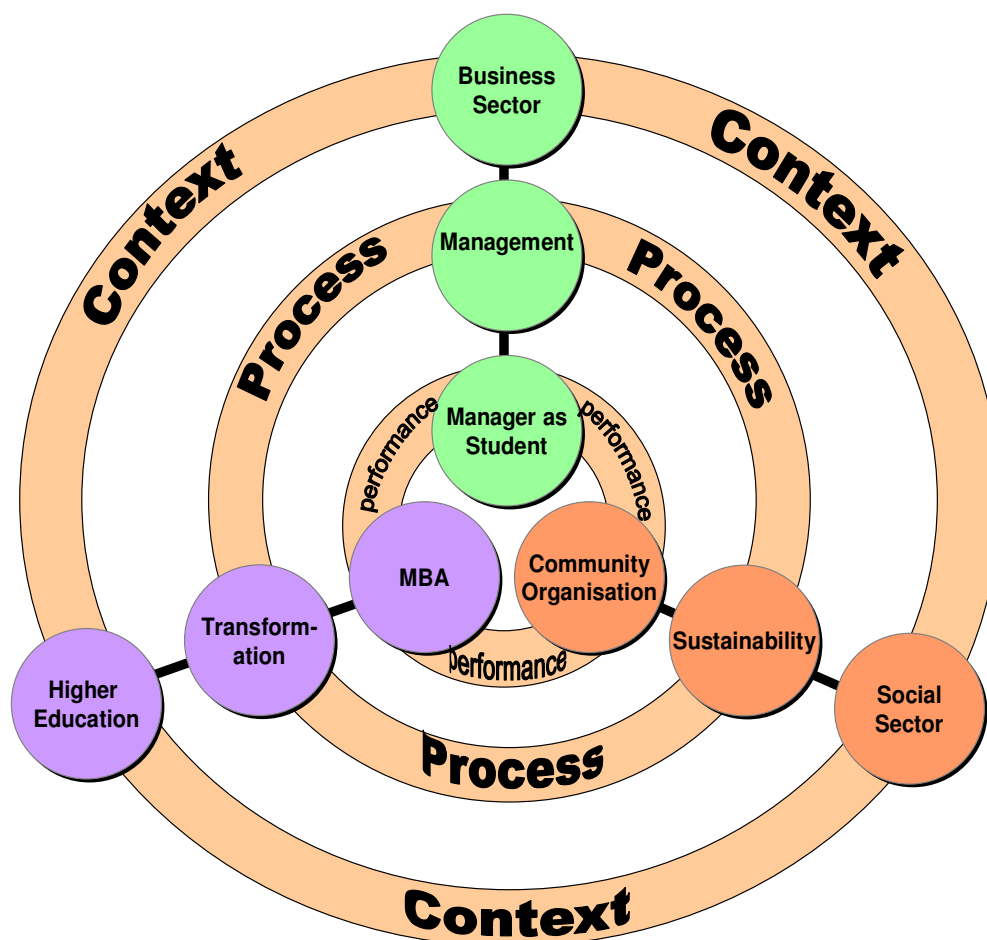 Business
Sector
Context
Context
Management
Process
Process
Manager as
Student
performance
performance
MBA
Community
Organisation
Transform-
ation
Sustainability
performance
Higher
Education
Social
Sector
Process
Context